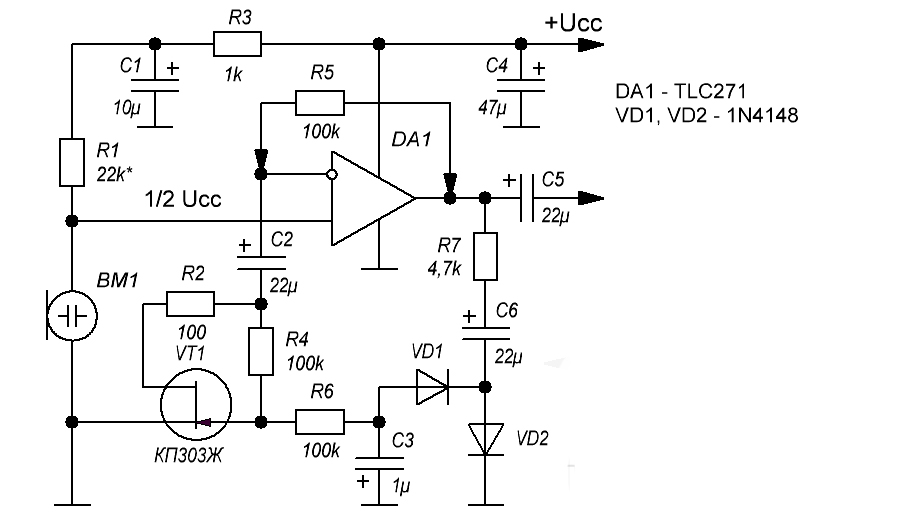 R3
+Ucc
C1
+
1k
R5
C4
+
10µ
100k
DA1
47µ
DA1 - TLC271
VD1, VD2 - 1N4148
R1
22k*
1/2 Ucc
+
C5
22µ
+
C2
R7
4,7k
BM1
R2
22µ
+
C6
100
VT1
R4
100k
VD1
22µ
R6
VD2
КП303Ж
100k
C3
+
1µ